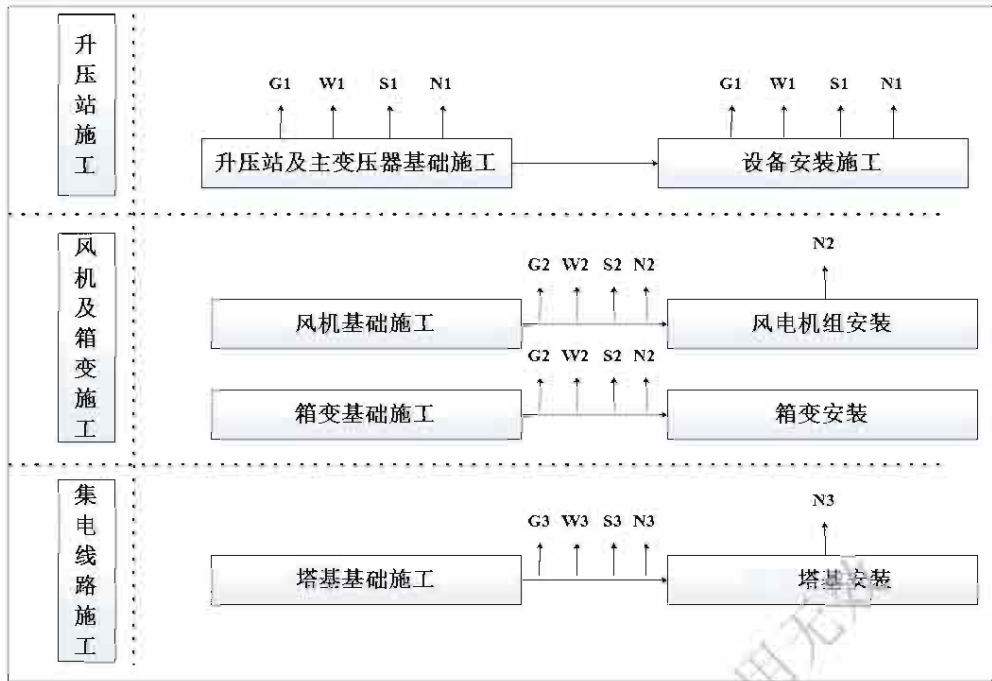 升压站施工
G1 W1 S1 N1
G1 W1 S1 N1
升压站及主变压器基础施工
设备安装施工
风机及箱变施工
N2
G2 W2 S2 N2
风机基础施工
风电机组安装
G2 W2 S2 N2
箱变基础施工
箱变安装
集电线路施工
N3
G3 W3 S3 N3
塔基基础施工
塔基安装
用无效